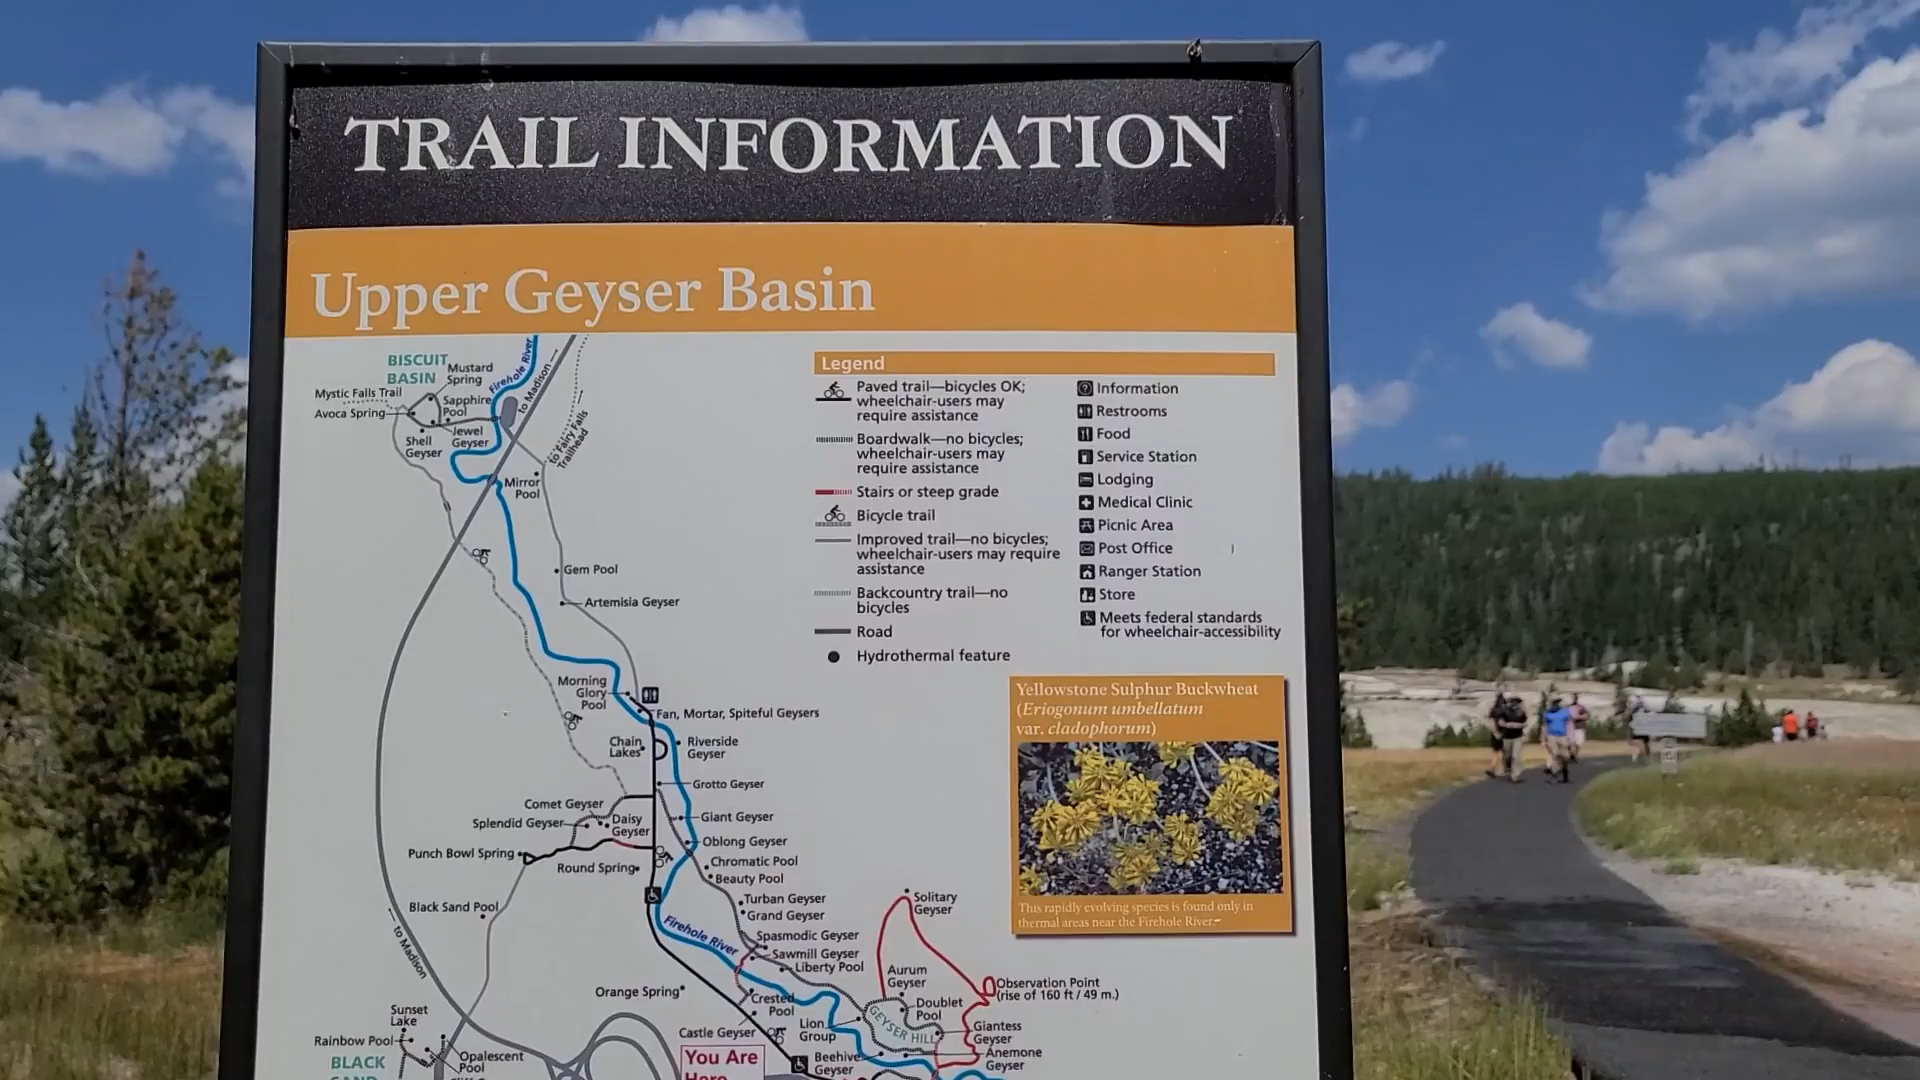 TRAIL INFORMATION
Upper Geyser Basin
BISCUIT
BASIN
Mustard
Spring
Firehole River
to Madison
Mystic Falls Trail
Avoca Spring
Sapphire
Pool
Jewel
Geyser
Shell
Geyser
to Fairy Falls
Trailhead
Mirror
Pool
Gem Pool
Artemisia Geyser
Morning
Glory
Pool
Fan, Mortar, Spiteful Geysers
Chain
Lakes
Riverside
Geyser
Grotto Geyser
Comet Geyser
Splendid Geyser
Daisy
Geyser
Giant Geyser
Oblong Geyser
Punch Bowl Spring
Round Spring
Chromatic Pool
Beauty Pool
Black Sand Pool
Turban Geyser
Grand Geyser
Solitary
Geyser
Firehole River
to Madison
Spasmodic Geyser
Sawmill Geyser
Liberty Pool
Aurum
Geyser
Observation Point
(rise of 160 ft / 49 m.)
Orange Spring
Crested
Pool
Doublet
Pool
Sunset
Lake
Castle Geyser
Lion
Group
GEYSER HILL
Giantess
Geyser
Rainbow Pool
Opalescent
Pool
You Are
Here
Beehive
Geyser
Anemone
Geyser
BLACK
SAND
Legend
Paved trail—bicycles OK;
wheelchair-users may
require assistance
Boardwalk—no bicycles;
wheelchair-users may
require assistance
Stairs or steep grade
Bicycle trail
Improved trail—no bicycles;
wheelchair-users may require
assistance
Backcountry trail—no
bicycles
Road
Hydrothermal feature
Information
Restrooms
Food
Service Station
Lodging
Medical Clinic
Picnic Area
Post Office
Ranger Station
Store
Meets federal standards
for wheelchair-accessibility
Yellowstone Sulphur Buckwheat
(Eriogonum umbellatum
var. cladophorum)
This rapidly evolving species is found only in
thermal areas near the Firehole River.